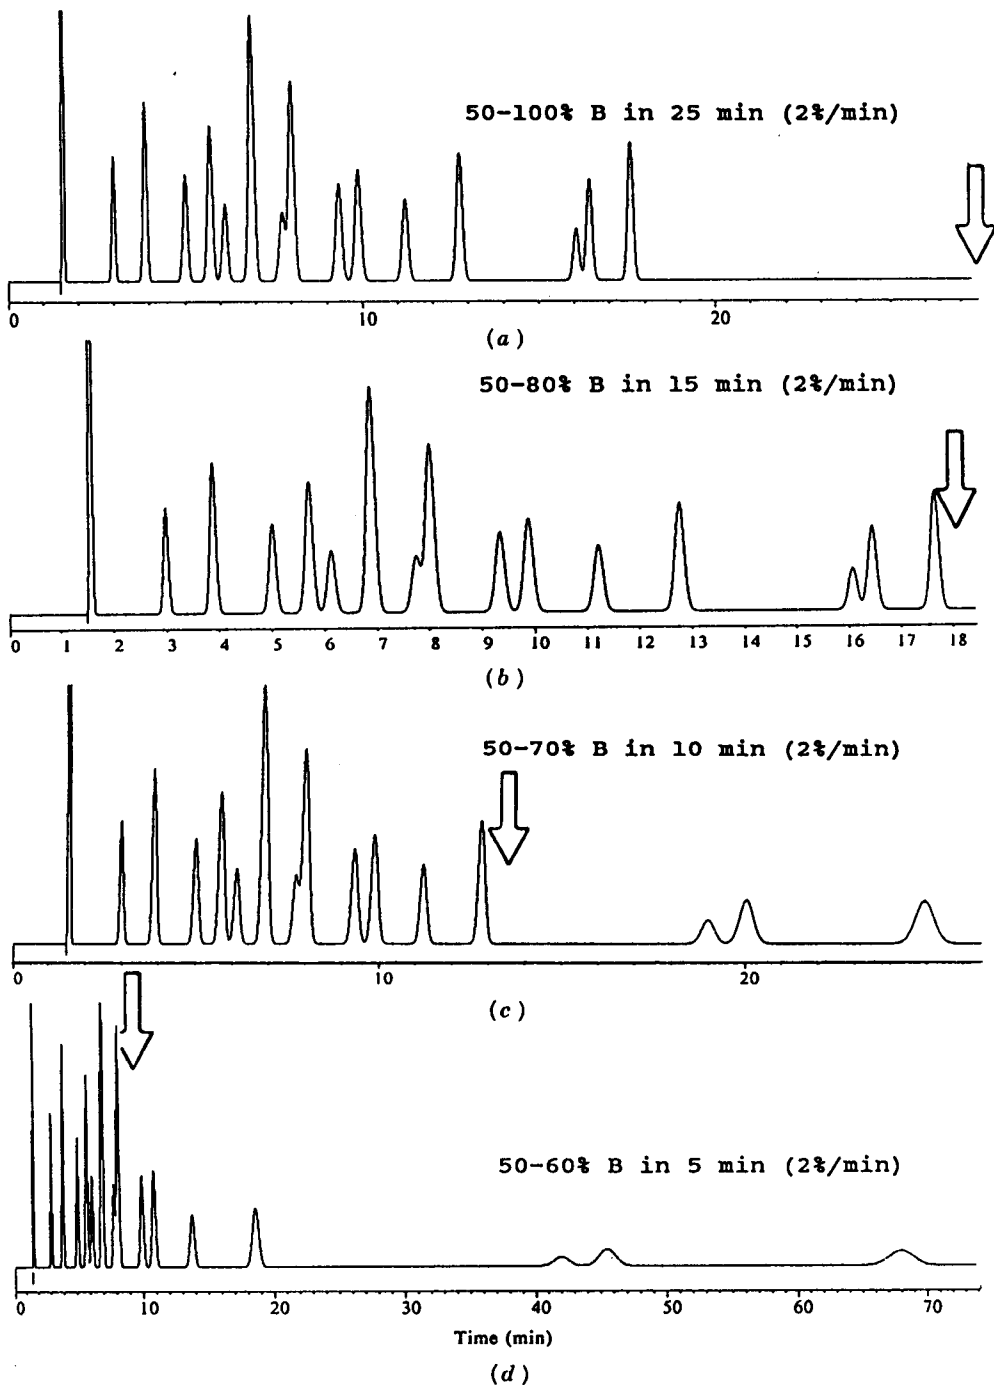 50-100% B in 25 min (2%/min)
0 10 20
(a)
50-80% B in 15 min (2%/min)
0 1 2 3 4 5 6 7 8 9 10 11 12 13 14 15 16 17 18
(b)
50-70% B in 10 min (2%/min)
0 10 20
(c)
50-60% B in 5 min (2%/min)
0 10 20 30 40 50 60 70
Time (min)
(d)